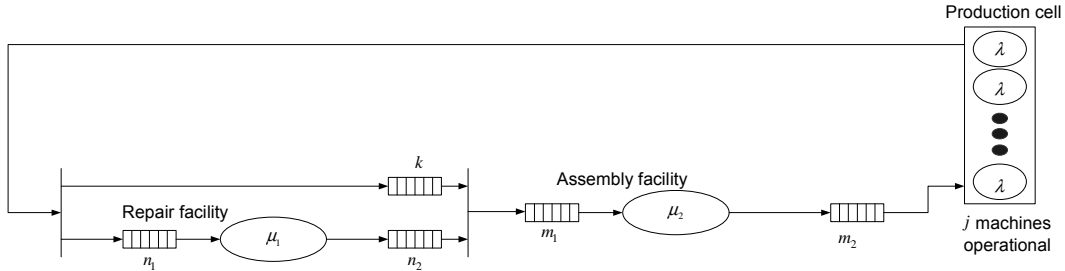 Production cell
λ
λ
k
λ
Assembly facility
Repair facility
μ₂
μ₁
m₁
m₂
j machines
operational
n₁
n₂